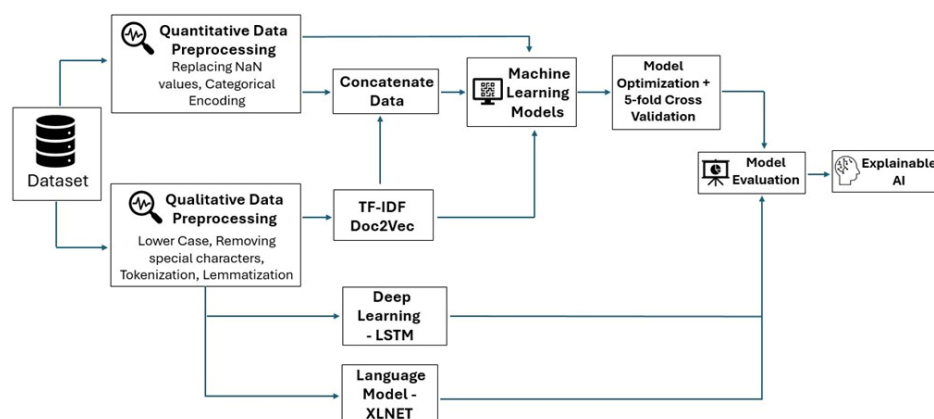 Dataset
Quantitative Data
Preprocessing
Replacing NaN
values, Categorical
Encoding
Qualitative Data
Preprocessing
Lower Case, Removing
special characters,
Tokenization, Lemmatization
Concatenate
Data
TF-IDF
Doc2Vec
Deep
Learning
- LSTM
Language
Model -
XLNET
Machine
Learning
Models
Model
Optimization +
5-fold Cross
Validation
Model
Evaluation
Explainable
AI